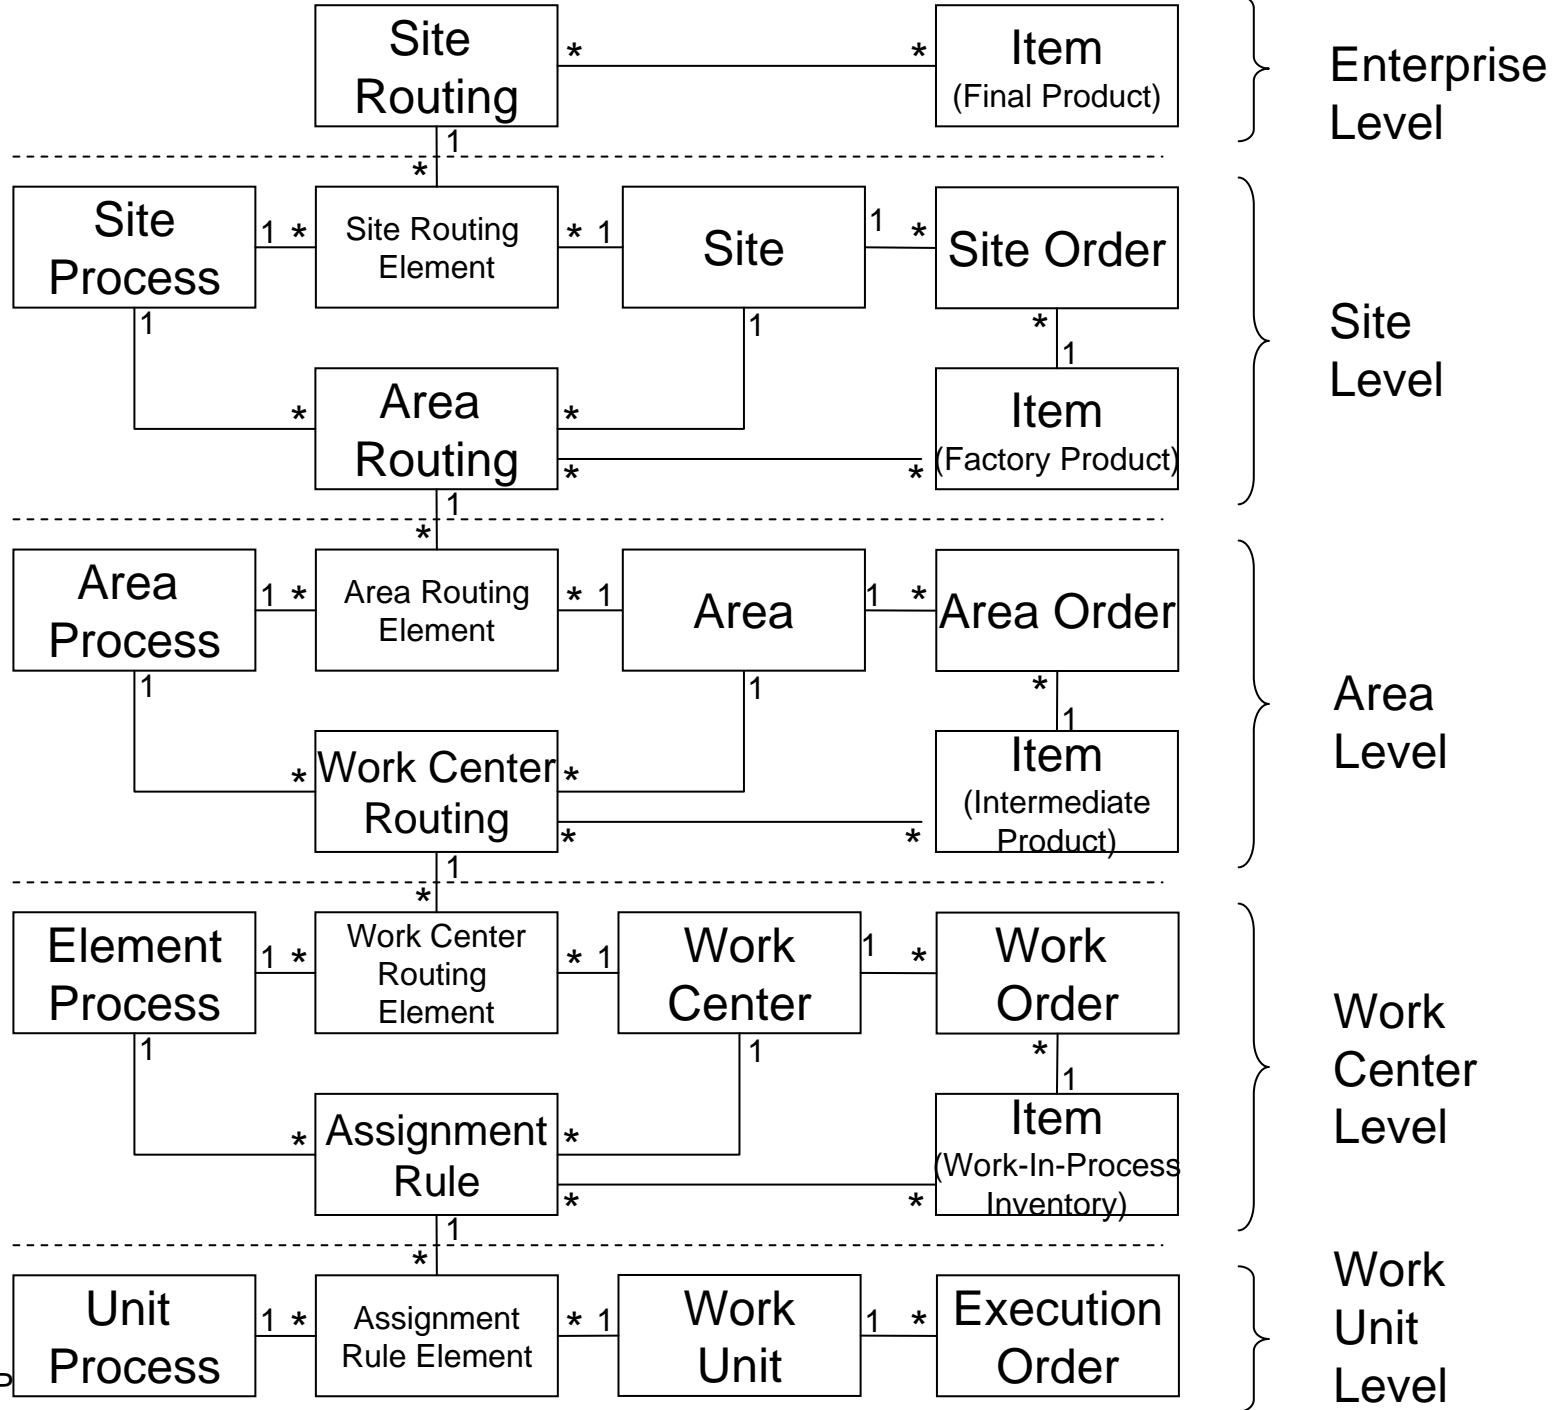 Site
Routing
*
*
Item
(Final Product)
Enterprise
Level
1
*
Site
Process
1
*
Site Routing
Element
*
1
Site
1
*
Site Order
1
1
*
1
Site
Level
*
Area
Routing
*
*
*
Item
(Factory Product)
1
*
Area
Process
1
*
Area Routing
Element
*
1
Area
1
*
Area Order
1
1
*
1
Area
Level
*
Work Center
Routing
*
*
*
Item
(Intermediate
Product)
1
*
Element
Process
1
*
Work Center
Routing
Element
*
1
Work
Center
1
*
Work
Order
1
1
*
1
Work
Center
Level
*
Assignment
Rule
*
*
*
Item
(Work-In-Process
Inventory)
1
*
Unit
Process
1
*
Assignment
Rule Element
*
1
Work
Unit
1
*
Execution
Order
Work
Unit
Level